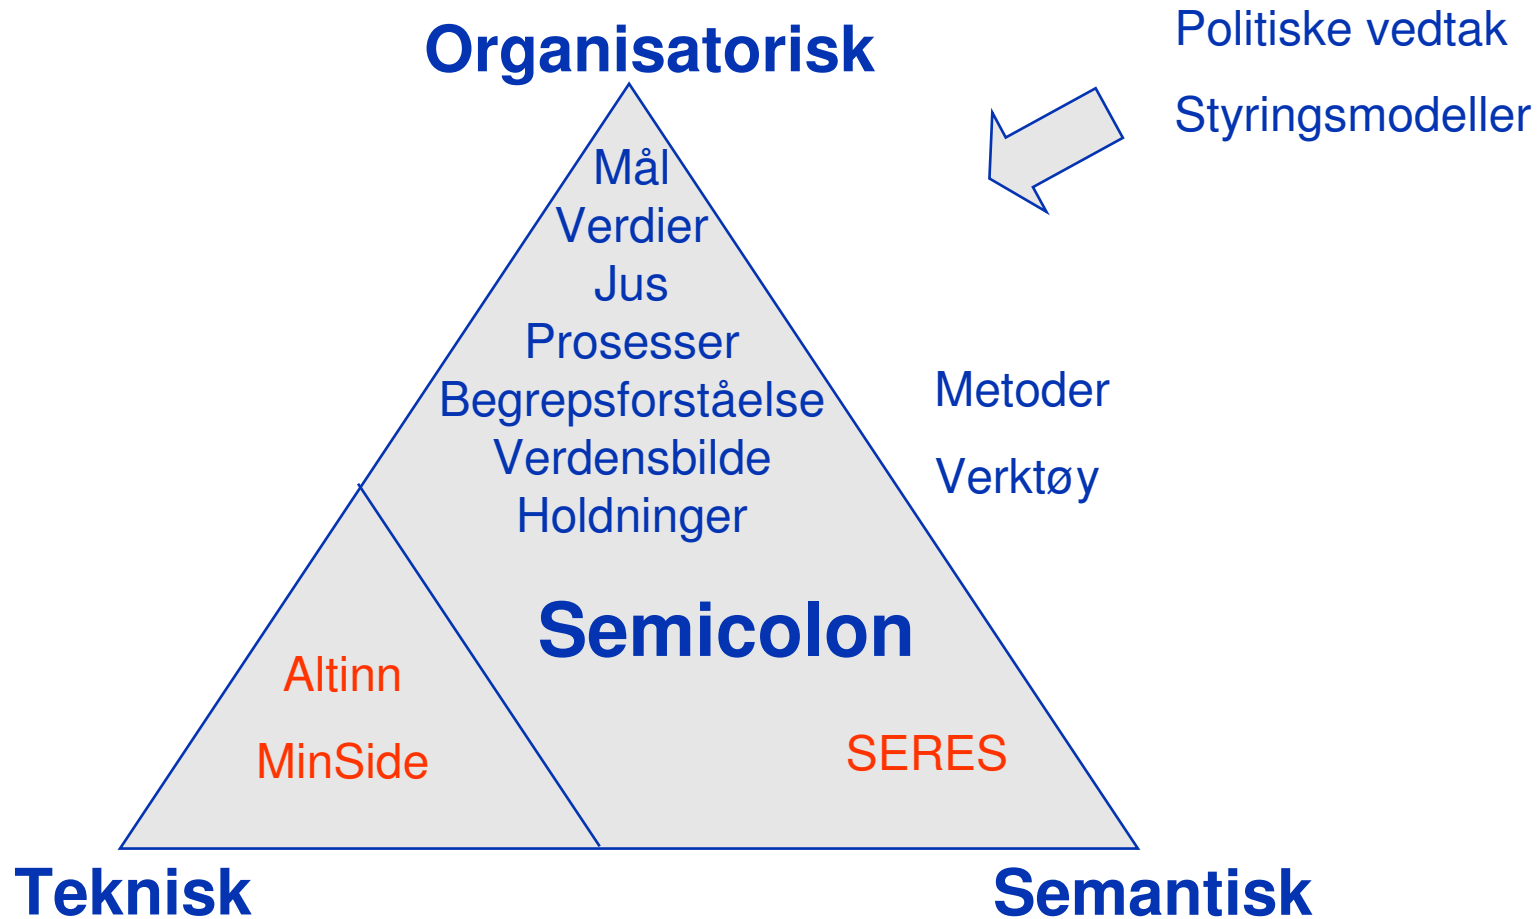 Organisatorisk
Politiske vedtak
Styringsmodeller
Mål
Verdier
Jus
Prosesser
Begrepsforståelse
Verdensbilde
Holdninger
Metoder
Verktøy
Semicolon
Altinn
MinSide
SERES
Teknisk
Semantisk